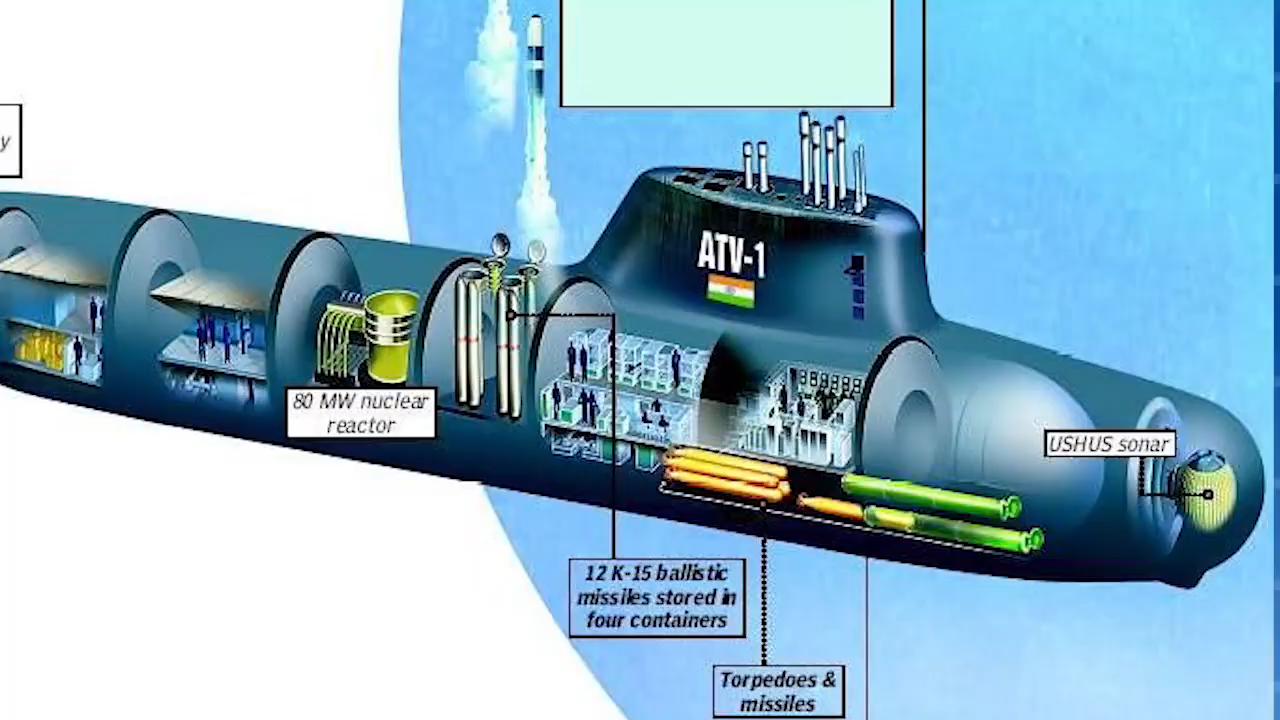 y
ATV-1
80 MW nuclear
reactor
USHUS sonar
12 K-15 ballistic
missiles stored in
four containers
Torpedoes &
missiles